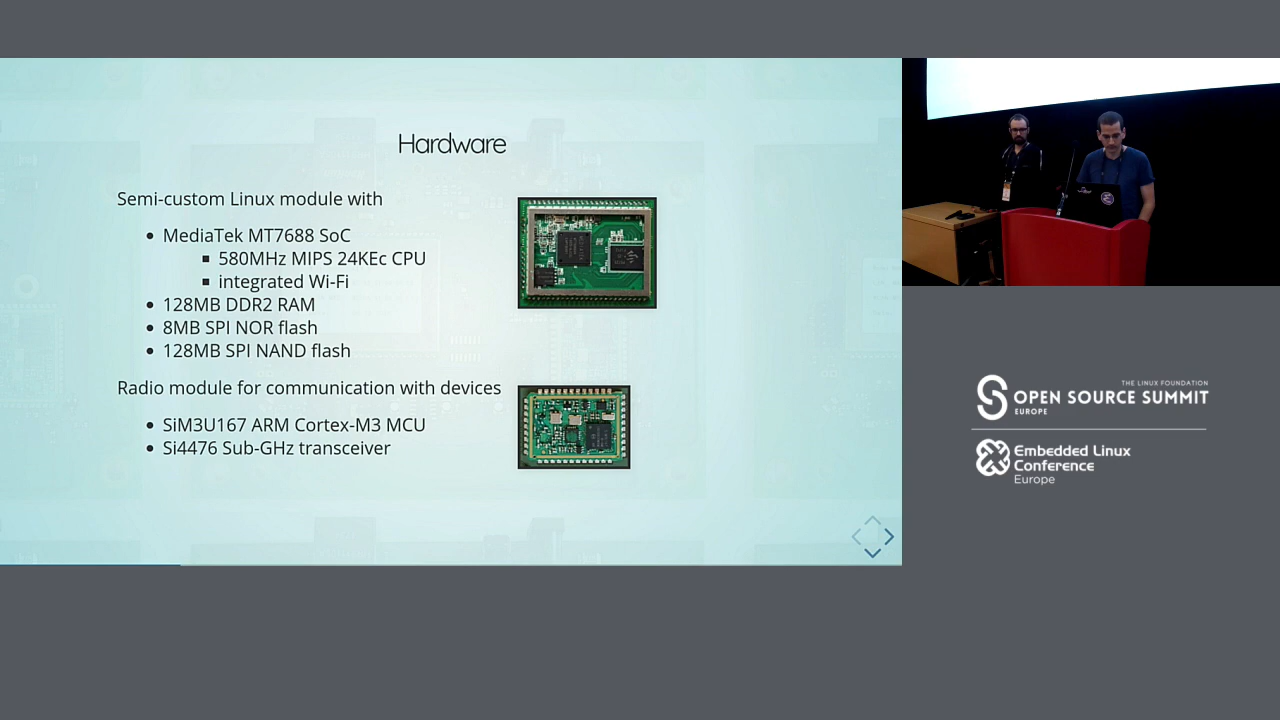 Hardware
Semi-custom Linux module with
MediaTek MT7688 SoC
580MHz MIPS 24KEc CPU
integrated Wi-Fi
128MB DDR2 RAM
8MB SPI NOR flash
128MB SPI NAND flash
Radio module for communication with devices
SiM3U167 ARM Cortex-M3 MCU
Si4476 Sub-GHz transceiver
THE LINUX FOUNDATION
OPEN SOURCE SUMMIT
EUROPE
Embedded Linux
Conference
Europe